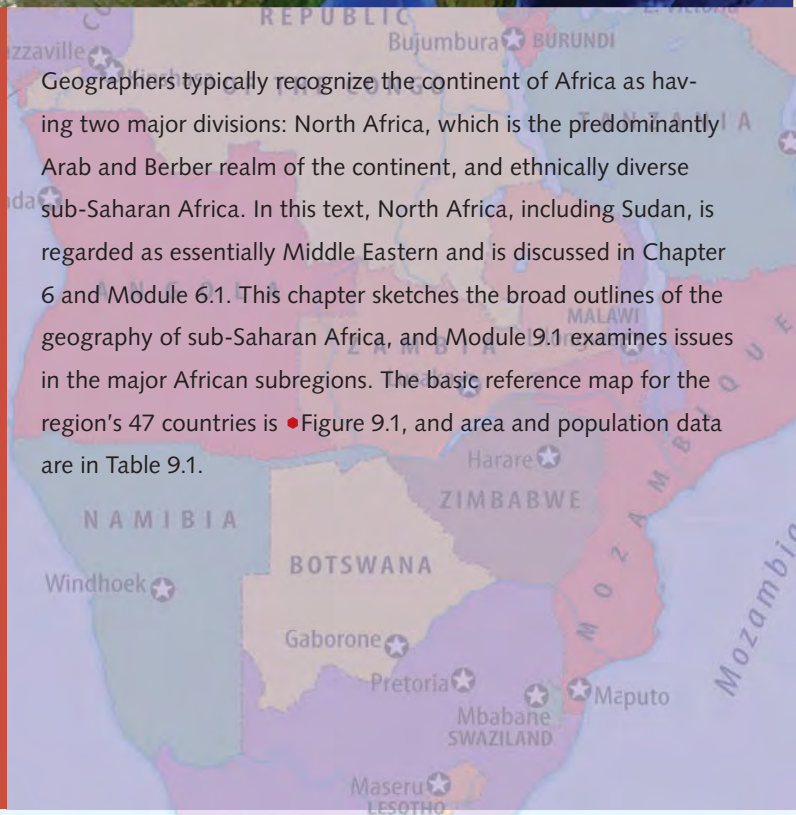 REPUBLIC
Bujumbura BURUNDI
Geographers typically recognize the continent of Africa as hav-
ing two major divisions: North Africa, which is the predominantly
Arab and Berber realm of the continent, and ethnically diverse
sub-Saharan Africa. In this text, North Africa, including Sudan, is
regarded as essentially Middle Eastern and is discussed in Chapter
6 and Module 6.1. This chapter sketches the broad outlines of the
geography of sub-Saharan Africa, and Module 9.1 examines issues
in the major African subregions. The basic reference map for the
region's 47 countries is •Figure 9.1, and area and population data
are in Table 9.1.
OF THE CONGO
TANZANIA
ANGOLA
MALAWI
ZAMBIA
MOZAMBIQUE
Harare
ZIMBABWE
NAMIBIA
BOTSWANA
Windhoek
Gaborone
Pretoria
Maputo
Mbabane
SWAZILAND
Maseru
LESOTHO